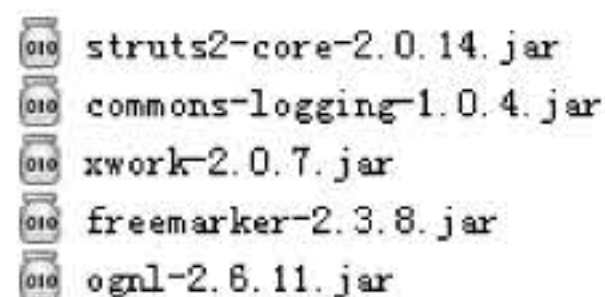 struts2-core-2.0.14.jar
commons-logging-1.0.4.jar
xwork-2.0.7.jar
freemarker-2.3.8.jar
ognl-2.6.11.jar